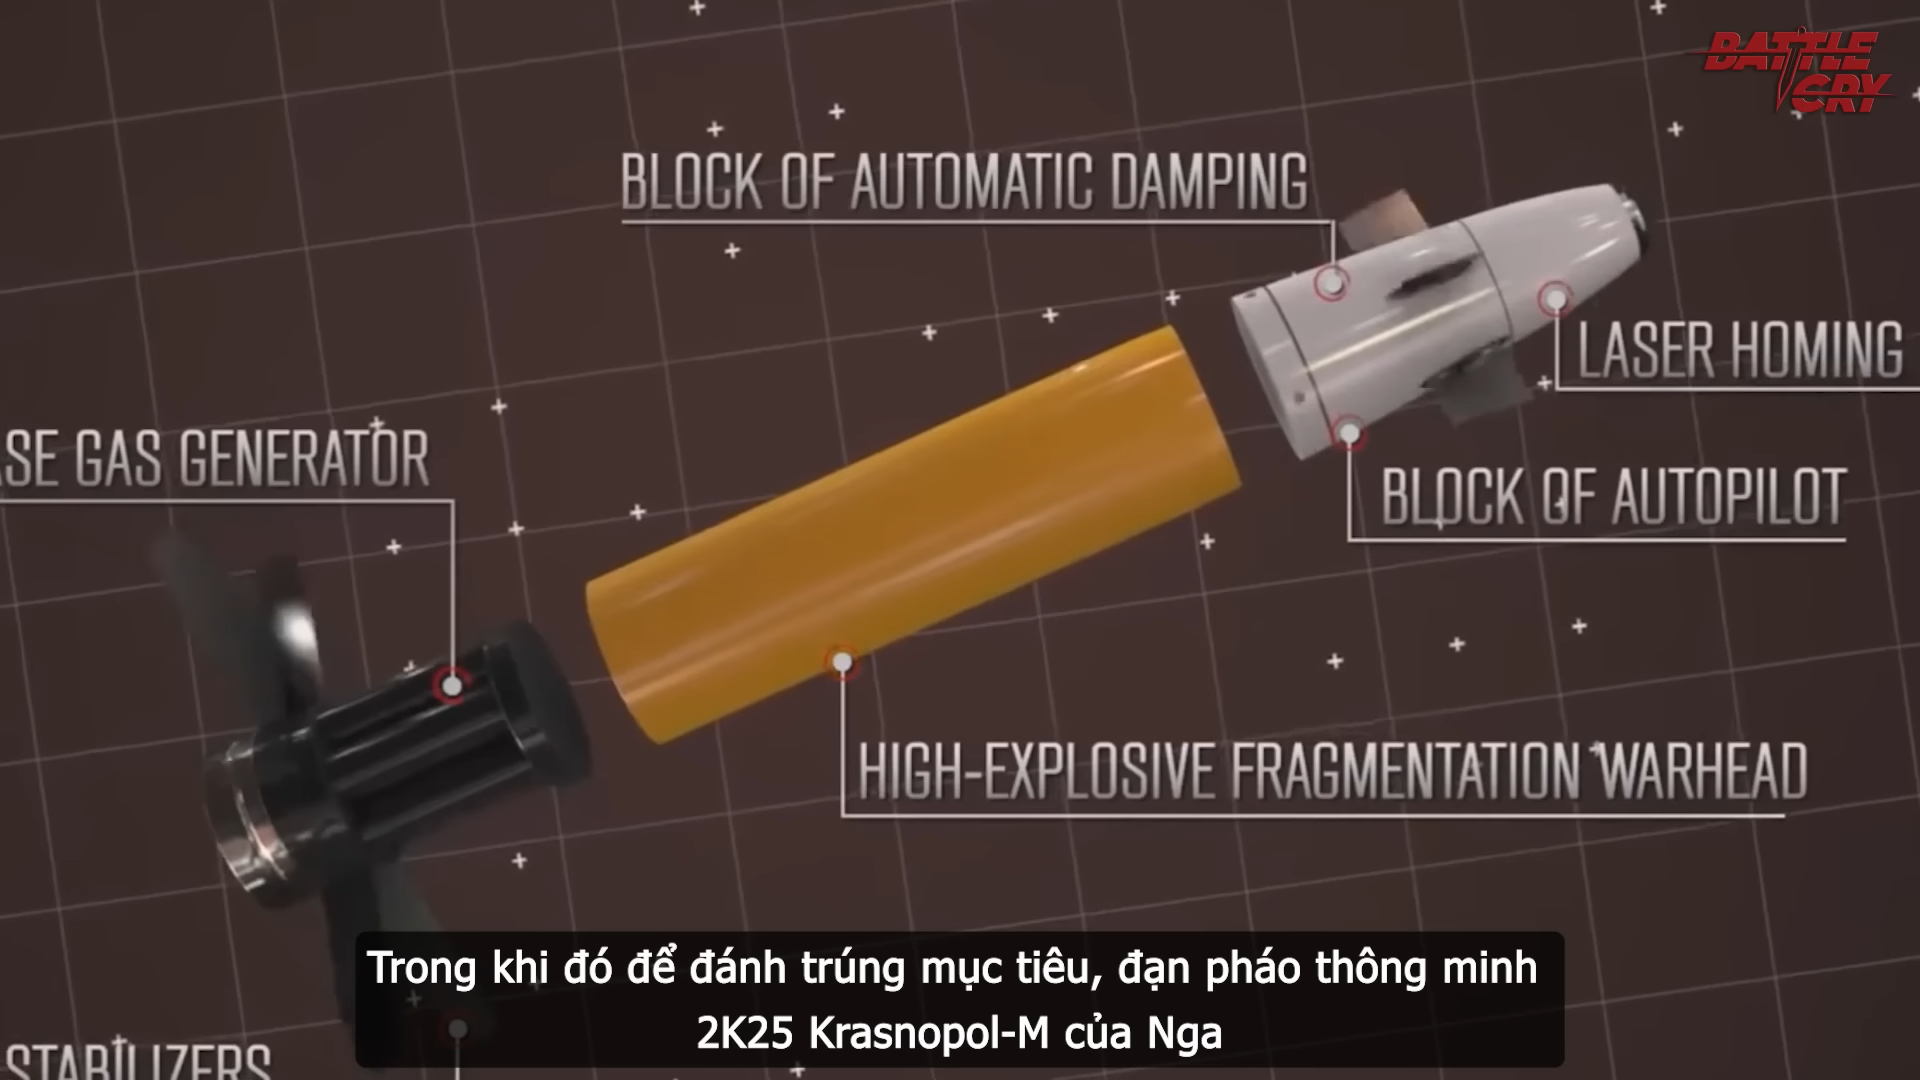 BATTLE
CRY
BLOCK OF AUTOMATIC DAMPING
LASER HOMING
SE GAS GENERATOR
BLOCK OF AUTOPILOT
HIGH-EXPLOSIVE FRAGMENTATION WARHEAD
Trong khi đó để đánh trúng mục tiêu, đạn pháo thông minh
2K25 Krasnopol-M của Nga
STABILIZERS